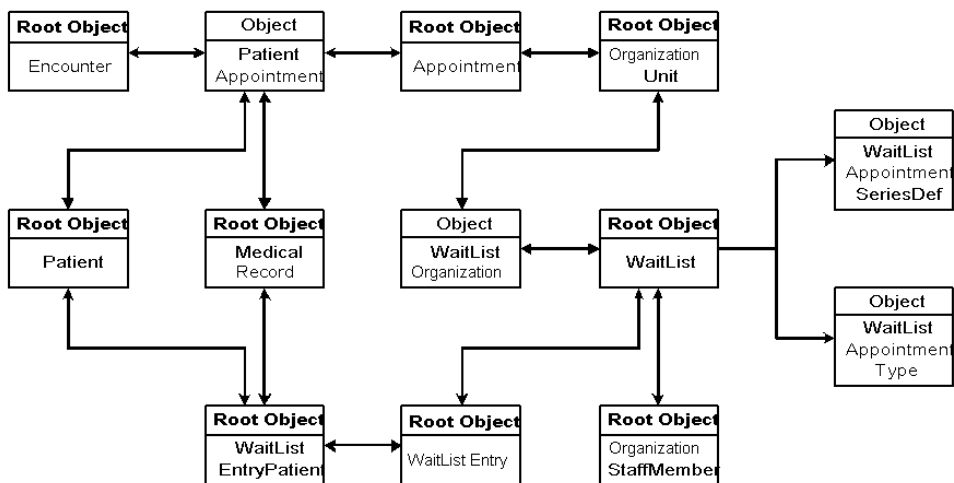 Root Object
Encounter
Object
Patient
Appointment
Root Object
Appointment
Root Object
Organization
Unit
Object
WaitList
Appointment
SeriesDef
Root Object
Patient
Root Object
Medical
Record
Object
WaitList
Organization
Root Object
WaitList
Object
WaitList
Appointment
Type
Root Object
WaitList
EntryPatient
Root Object
WaitList Entry
Root Object
Organization
StaffMember